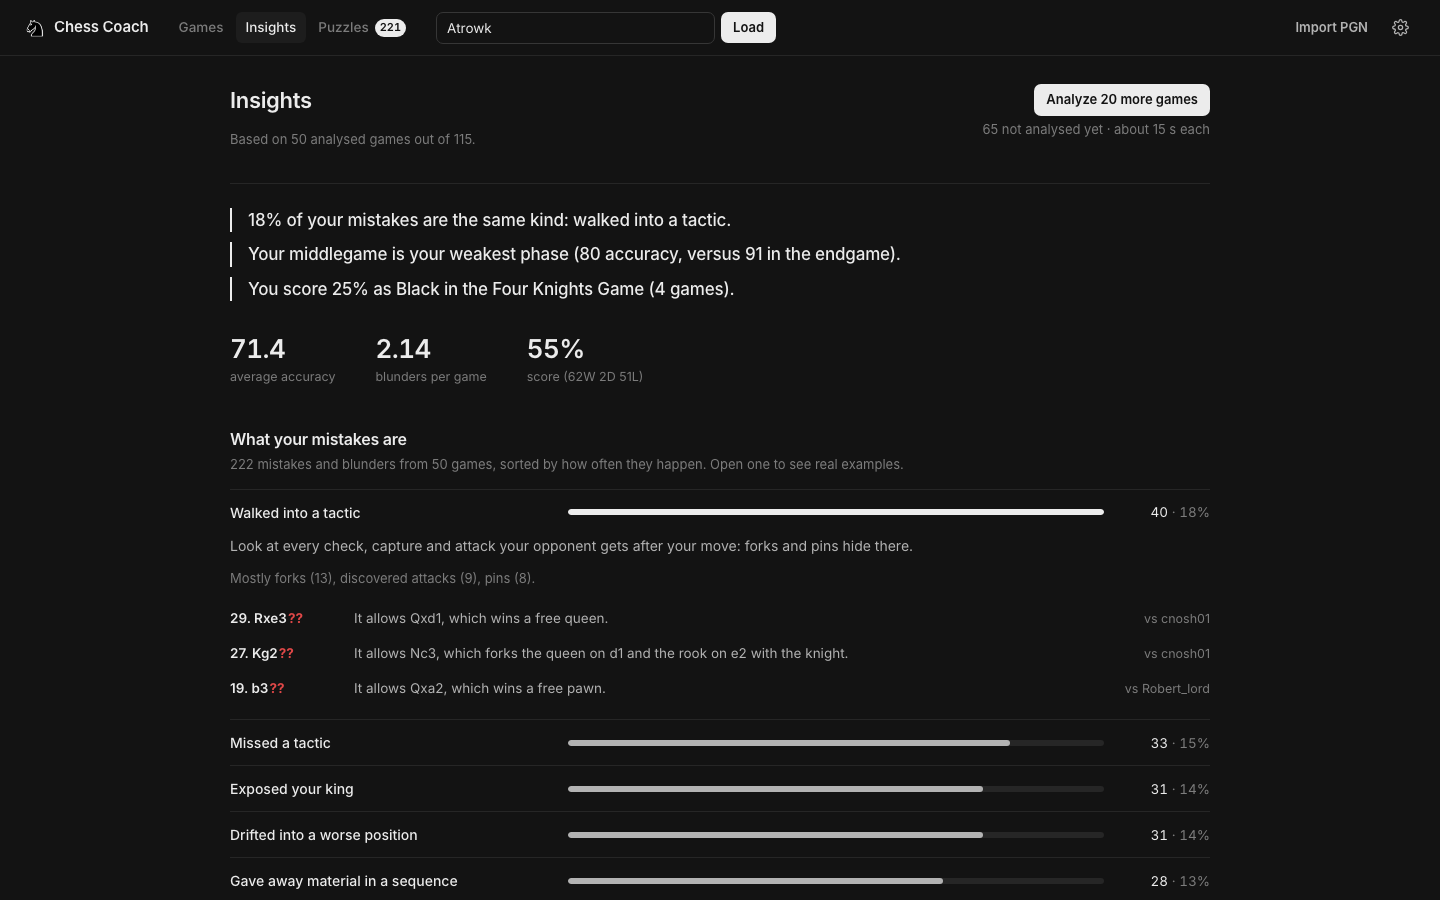 Chess Coach Games Insights Puzzles 221 Atrowk Load Import PGN
Insights
Analyze 20 more games
Based on 50 analysed games out of 115.
65 not analysed yet · about 15 s each
18% of your mistakes are the same kind: walked into a tactic.
Your middlegame is your weakest phase (80 accuracy, versus 91 in the endgame).
You score 25% as Black in the Four Knights Game (4 games).
71.4 2.14 55%
average accuracy blunders per game score (62W 2D 51L)
What your mistakes are
222 mistakes and blunders from 50 games, sorted by how often they happen. Open one to see real examples.
Walked into a tactic 40 · 18%
Look at every check, capture and attack your opponent gets after your move: forks and pins hide there.
Mostly forks (13), discovered attacks (9), pins (8).
29. Rxe3?? It allows Qxd1, which wins a free queen. vs cnosh01
27. Kg2?? It allows Nc3, which forks the queen on d1 and the rook on e2 with the knight. vs cnosh01
19. b3?? It allows Qxa2, which wins a free pawn. vs Robert_lord
Missed a tactic 33 · 15%
Exposed your king 31 · 14%
Drifted into a worse position 31 · 14%
Gave away material in a sequence 28 · 13%